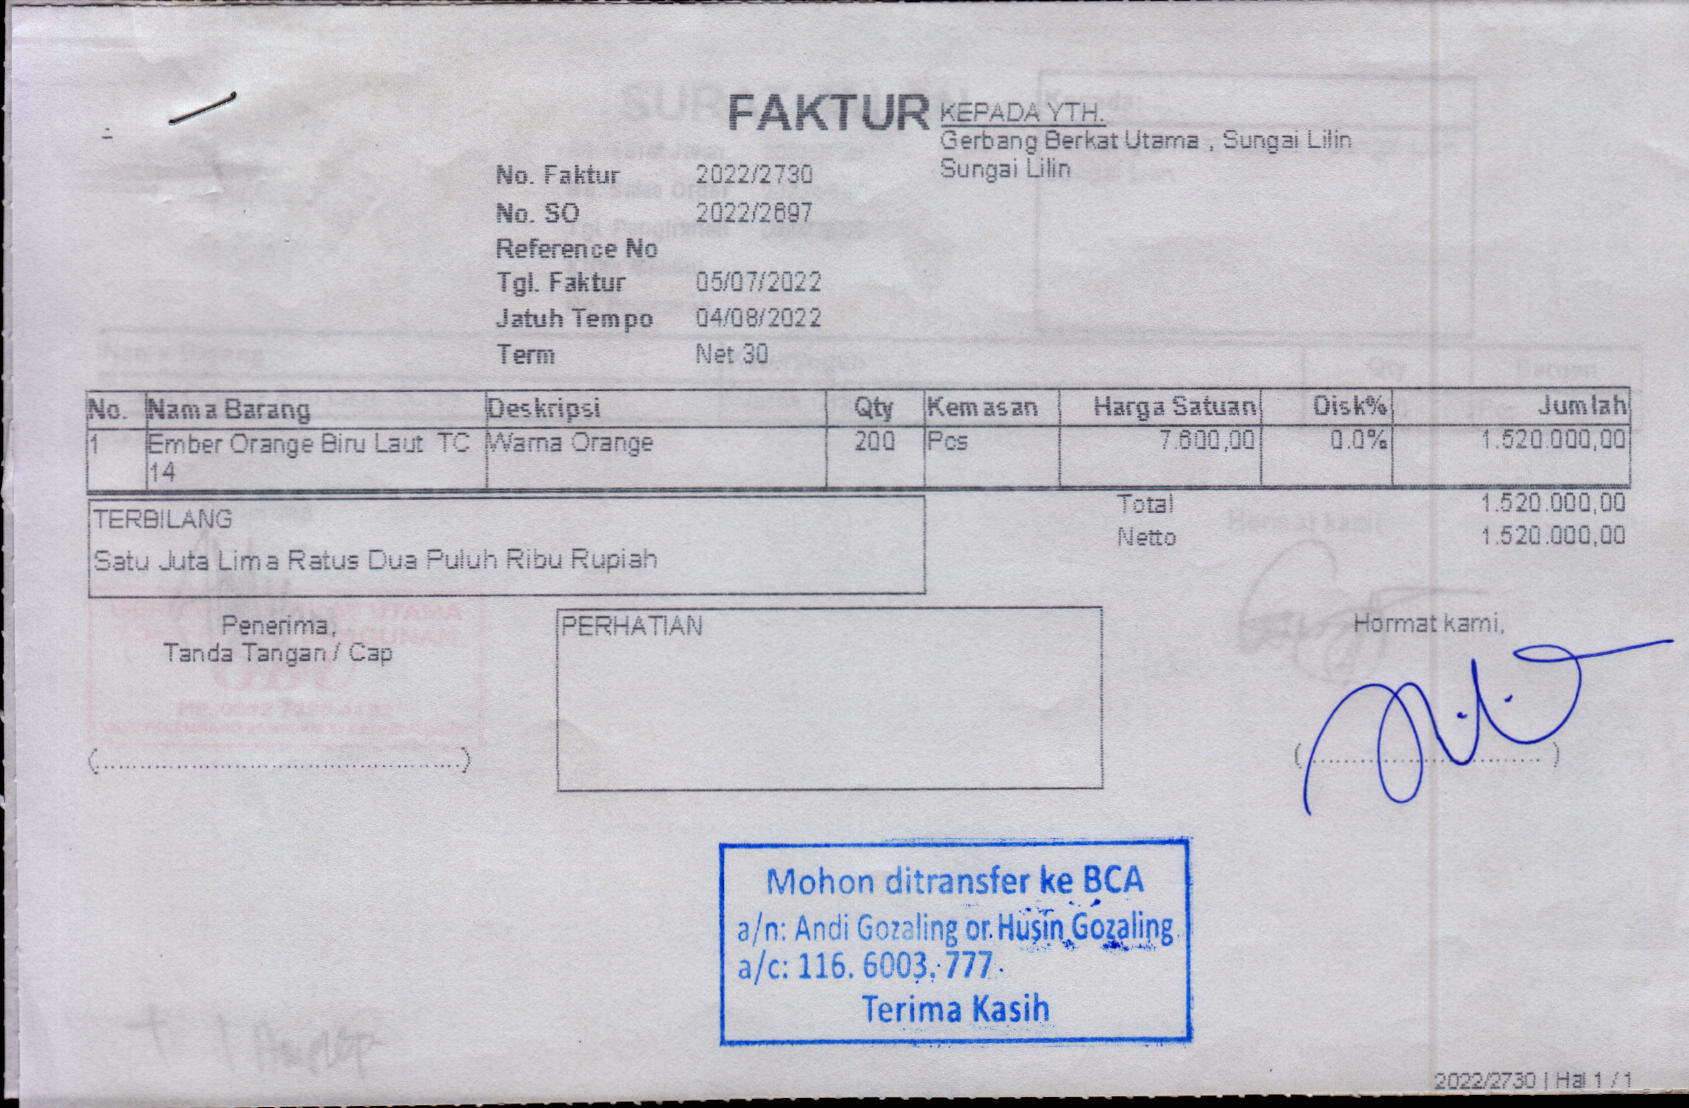 FAKTUR
KEPADA YTH.
Gerbang Berkat Utama , Sungai Lilin
Sungai Lilin
No. Faktur 2022/2730
No. SO 2022/2697
Reference No
Tgl. Faktur 05/07/2022
Jatuh Tempo 04/08/2022
Term Net 30
No. Nama Barang Deskripsi Qty Kemasan Harga Satuan Disk% Jumlah
1 Ember Orange Biru Laut TC Warna Orange 200 Pcs 7.600,00 0.0% 1.520.000,00
14
Total 1.520.000,00
Netto 1.520.000,00
TERBILANG
Satu Juta Lima Ratus Dua Puluh Ribu Rupiah
Penerima,
Tanda Tangan / Cap
(................................................)
PERHATIAN
Hormat kami,
(..............................)
Mohon ditransfer ke BCA
a/n: Andi Gozaling or Husin Gozaling
a/c: 116. 6003. 777
Terima Kasih
2022/2730 | Hal 1 / 1